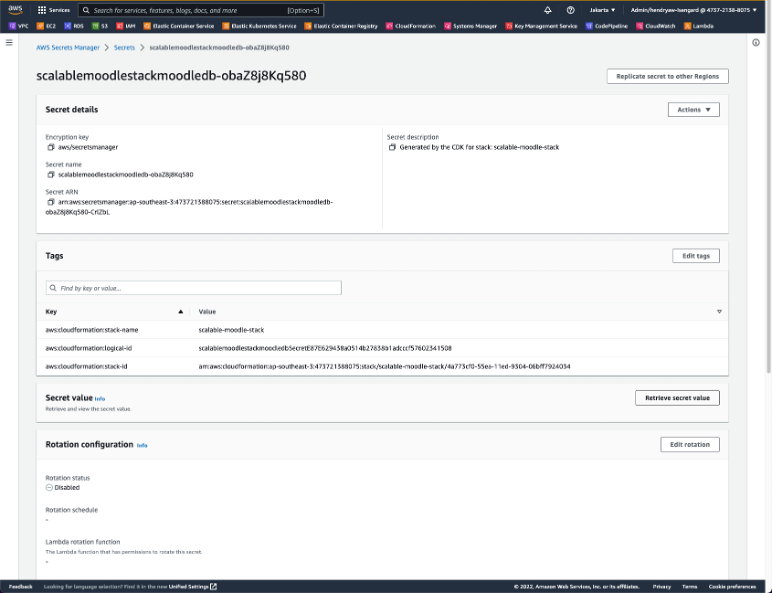 aws
Services
Search for services, features, blogs, docs, and more
[Option+S]
Jakarta
Admin/hendryaw-Isengard @ 4737-2138-8075
VPC
EC2
RDS
S3
IAM
Elastic Container Service
Elastic Kubernetes Service
Elastic Container Registry
CloudFormation
Systems Manager
Key Management Service
CodePipeline
CloudWatch
Lambda
AWS Secrets Manager
Secrets
scalablemoodlestackmoodledb-obaZ8j8Kq580
scalablemoodlestackmoodledb-obaZ8j8Kq580
Replicate secret to other Regions
Secret details
Actions
Encryption key
aws/secretsmanager
Secret description
Generated by the CDK for stack: scalable-moodle-stack
Secret name
scalablemoodlestackmoodledb-obaZ8j8Kq580
Secret ARN
arn:aws:secretsmanager:ap-southeast-3:473721388075:secret:scalablemoodlestackmoodledb-
obaZ8j8Kq580-CrlZbL
Tags
Edit tags
Find by key or value...
Key
Value
aws:cloudformation:stack-name
scalable-moodle-stack
aws:cloudformation:logical-id
aws:cloudformation:stack-id
arn:aws:cloudformation:ap-southeast-3:473721388075:stack/scalable-moodle-stack/4a773cf0-55ea-11ed-9304-06bff7924034
Secret value
Info
Retrieve and view the secret value.
Retrieve secret value
Rotation configuration
Info
Edit rotation
Rotation status
Disabled
Rotation schedule
-
Lambda rotation function
The Lambda function that has permissions to rotate this secret.
-
Feedback
Looking for language selection? Find it in the new Unified Settings
© 2022, Amazon Web Services, Inc. or its affiliates.
Privacy
Terms
Cookie preferences